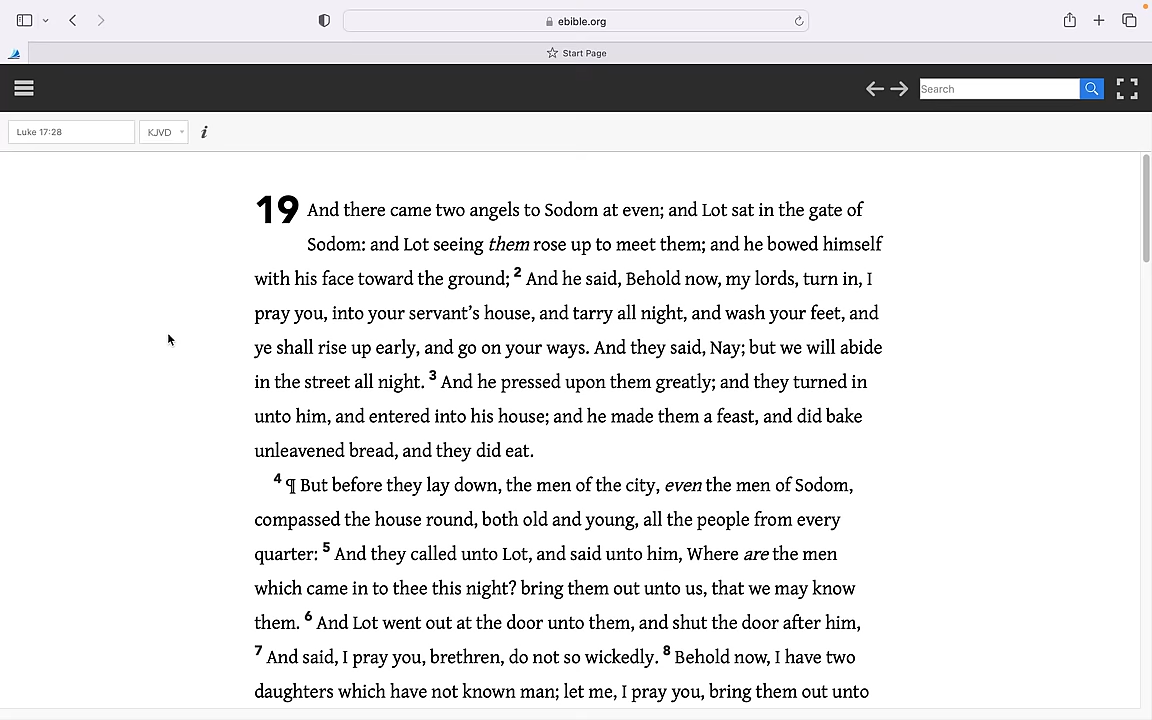 ebible.org
Start Page
Search
Luke 17:28
KJVD
i
19 And there came two angels to Sodom at even; and Lot sat in the gate of
Sodom: and Lot seeing them rose up to meet them; and he bowed himself
with his face toward the ground; 2 And he said, Behold now, my lords, turn in, I
pray you, into your servant’s house, and tarry all night, and wash your feet, and
ye shall rise up early, and go on your ways. And they said, Nay; but we will abide
in the street all night. 3 And he pressed upon them greatly; and they turned in
unto him, and entered into his house; and he made them a feast, and did bake
unleavened bread, and they did eat.
4 ¶ But before they lay down, the men of the city, even the men of Sodom,
compassed the house round, both old and young, all the people from every
quarter: 5 And they called unto Lot, and said unto him, Where are the men
which came in to thee this night? bring them out unto us, that we may know
them. 6 And Lot went out at the door unto them, and shut the door after him,
7 And said, I pray you, brethren, do not so wickedly. 8 Behold now, I have two
daughters which have not known man; let me, I pray you, bring them out unto